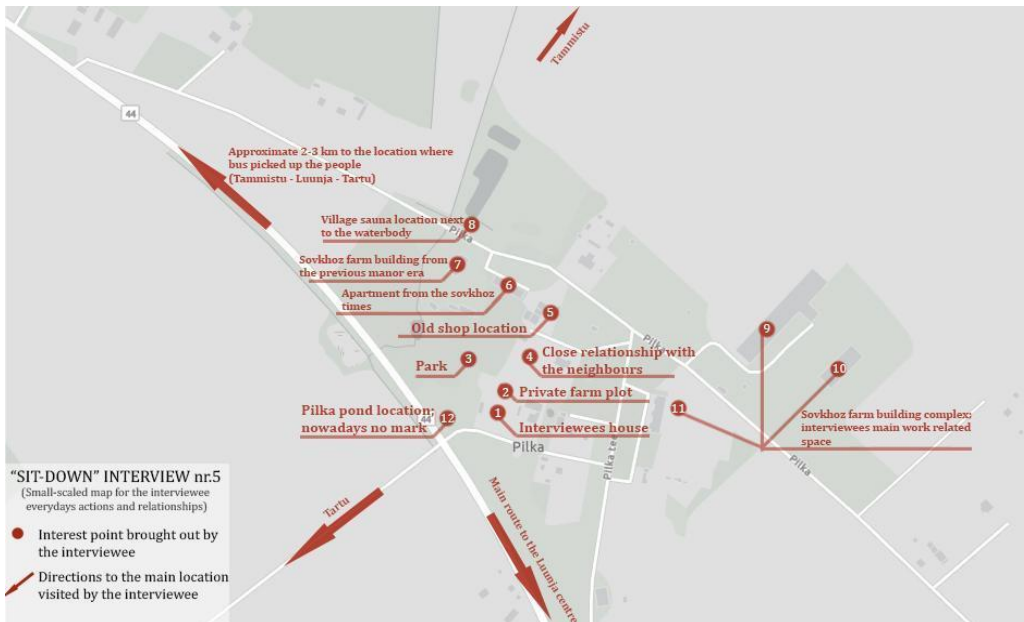 Tammistu
44
Approximate 2-3 km to the location where
bus picked up the people
(Tammistu - Luunja - Tartu)
Village sauna location next
to the waterbody
8
Pilka
Sovkhoz farm building from
the previous manor era
7
Apartment from the sovkhoz
times
6
Old shop location
5
Pilka
9
Park
3
4
Close relationship with
the neighbours
10
2
Private farm plot
Pilka pond location;
nowadays no mark
44
12
1
Interviewees house
11
Sovkhoz farm building complex;
interviewees main work related
space
Pilka
Pilka tee
Pilka
Tartu
Main route to the Luunja centre
"SIT-DOWN" INTERVIEW nr.5
(Small-scaled map for the interviewee
everydays actions and relationships)
Interest point brought out by
the interviewee
Directions to the main location
visited by the interviewee